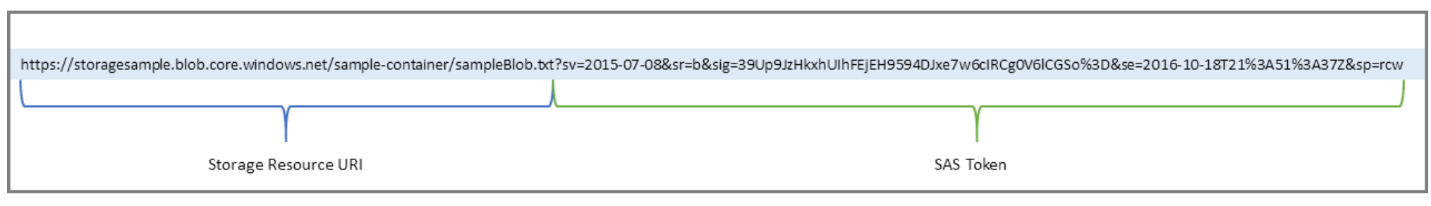 https://storagesample.blob.core.windows.net/sample-container/sampleBlob.txt?sv=2015-07-08&sr=b&sig=39Up9JzHkxhUIhFEjEH9594DJxe7w6cIRCg0V6lCGSo%3D&se=2016-10-18T21%3A51%3A37Z&sp=rcw
Storage Resource URI
SAS Token